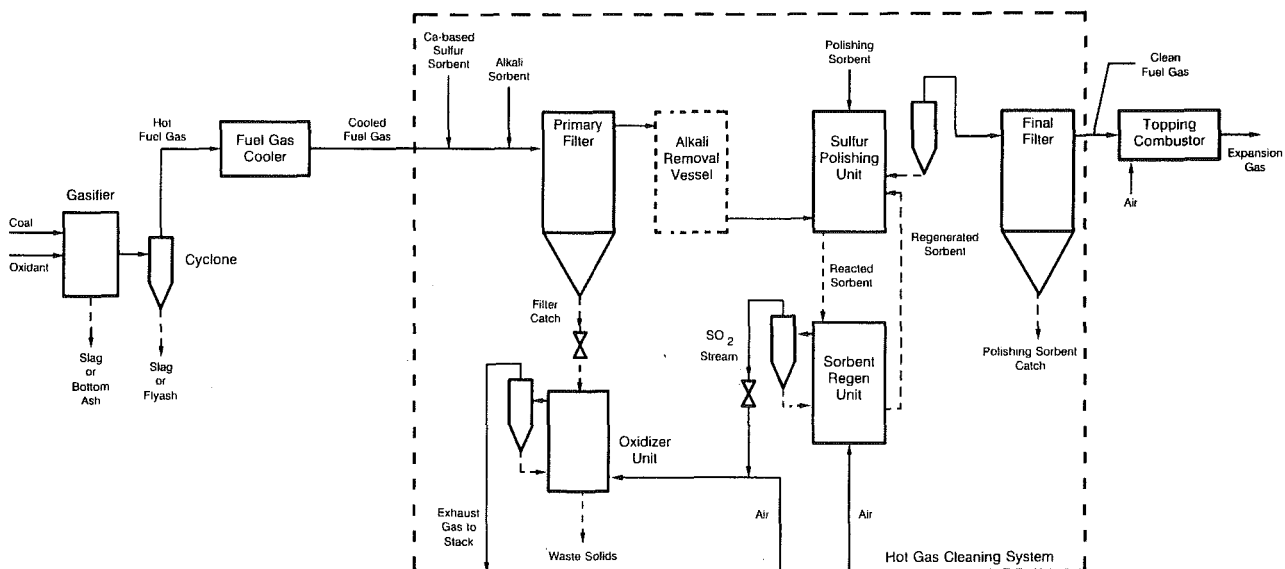 Ca-based
Sulfur
Sorbent
Alkali
Sorbent
Polishing
Sorbent
Clean
Fuel Gas
Hot
Fuel Gas
Cooled
Fuel Gas
Fuel Gas
Cooler
Primary
Filter
Alkali
Removal
Vessel
Sulfur
Polishing
Unit
Final
Filter
Topping
Combustor
Expansion
Gas
Air
Gasifier
Coal
Oxidant
Cyclone
Regenerated
Sorbent
Reacted
Sorbent
Filter
Catch
SO2
Stream
Sorbent
Regen
Unit
Polishing Sorbent
Catch
Slag
or
Bottom
Ash
Slag
or
Flyash
Oxidizer
Unit
Exhaust
Gas to
Stack
Waste Solids
Air
Air
Hot Gas Cleaning System